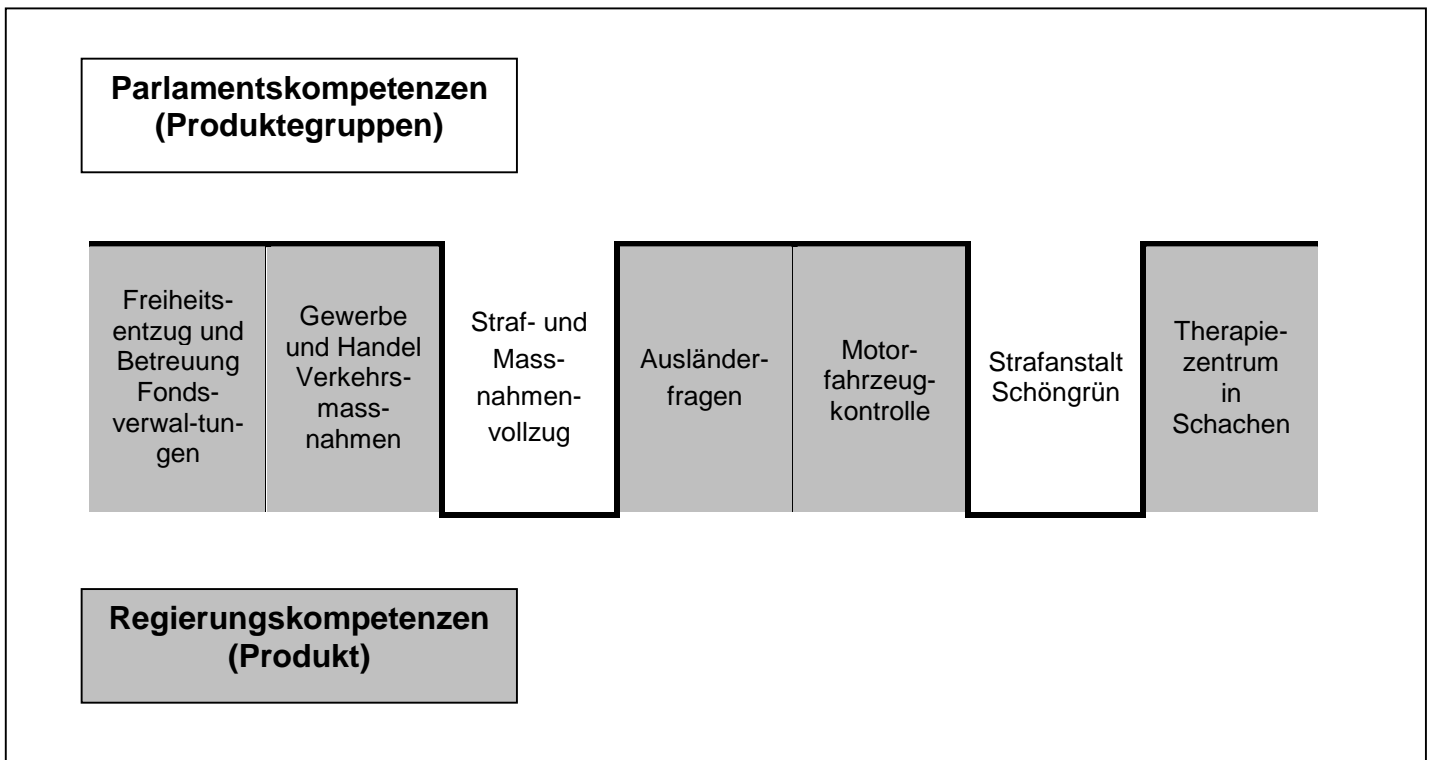 Parlamentskompetenzen
(Produktegruppen)
Freiheits-
entzug und
Betreuung
Fonds-
verwal-tun-
gen
Gewerbe
und Handel
Verkehrs-
mass-
nahmen
Straf- und
Mass-
nahmen-
vollzug
Ausländer-
fragen
Motor-
fahrzeug-
kontrolle
Strafanstalt
Schöngrün
Therapie-
zentrum
in
Schachen
Regierungskompetenzen
(Produkt)